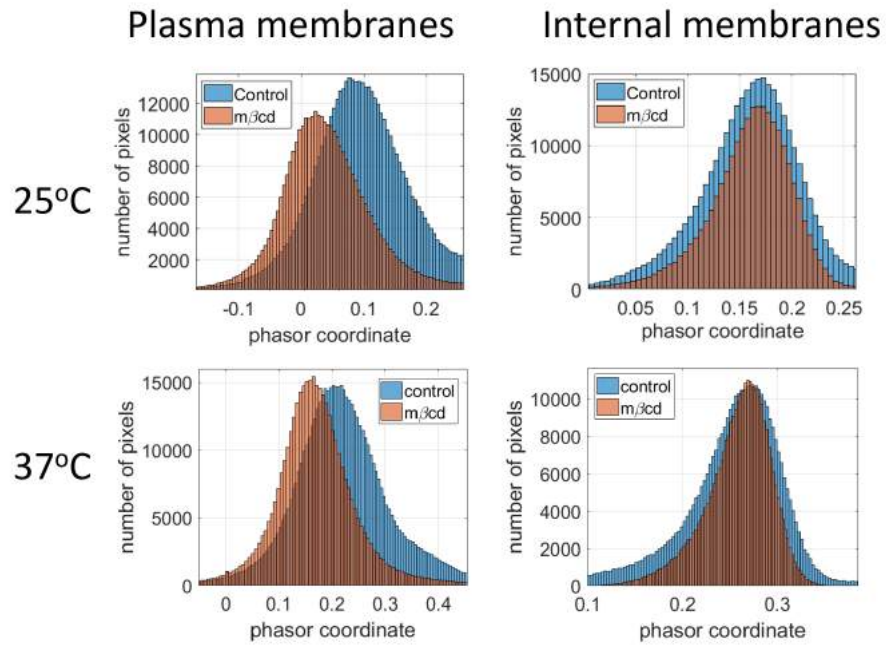 Plasma membranes
Internal membranes
25°C
number of pixels
12000
10000
8000
6000
4000
2000
Control
mβcd
-0.1
0
0.1
0.2
phasor coordinate
number of pixels
15000
10000
5000
0
Control
mβcd
0.05
0.1
0.15
0.2
0.25
phasor coordinate
37°C
number of pixels
15000
10000
5000
0
control
mβcd
0
0.1
0.2
0.3
0.4
phasor coordinate
number of pixels
10000
8000
6000
4000
2000
0
control
mβcd
0.1
0.2
0.3
phasor coordinate